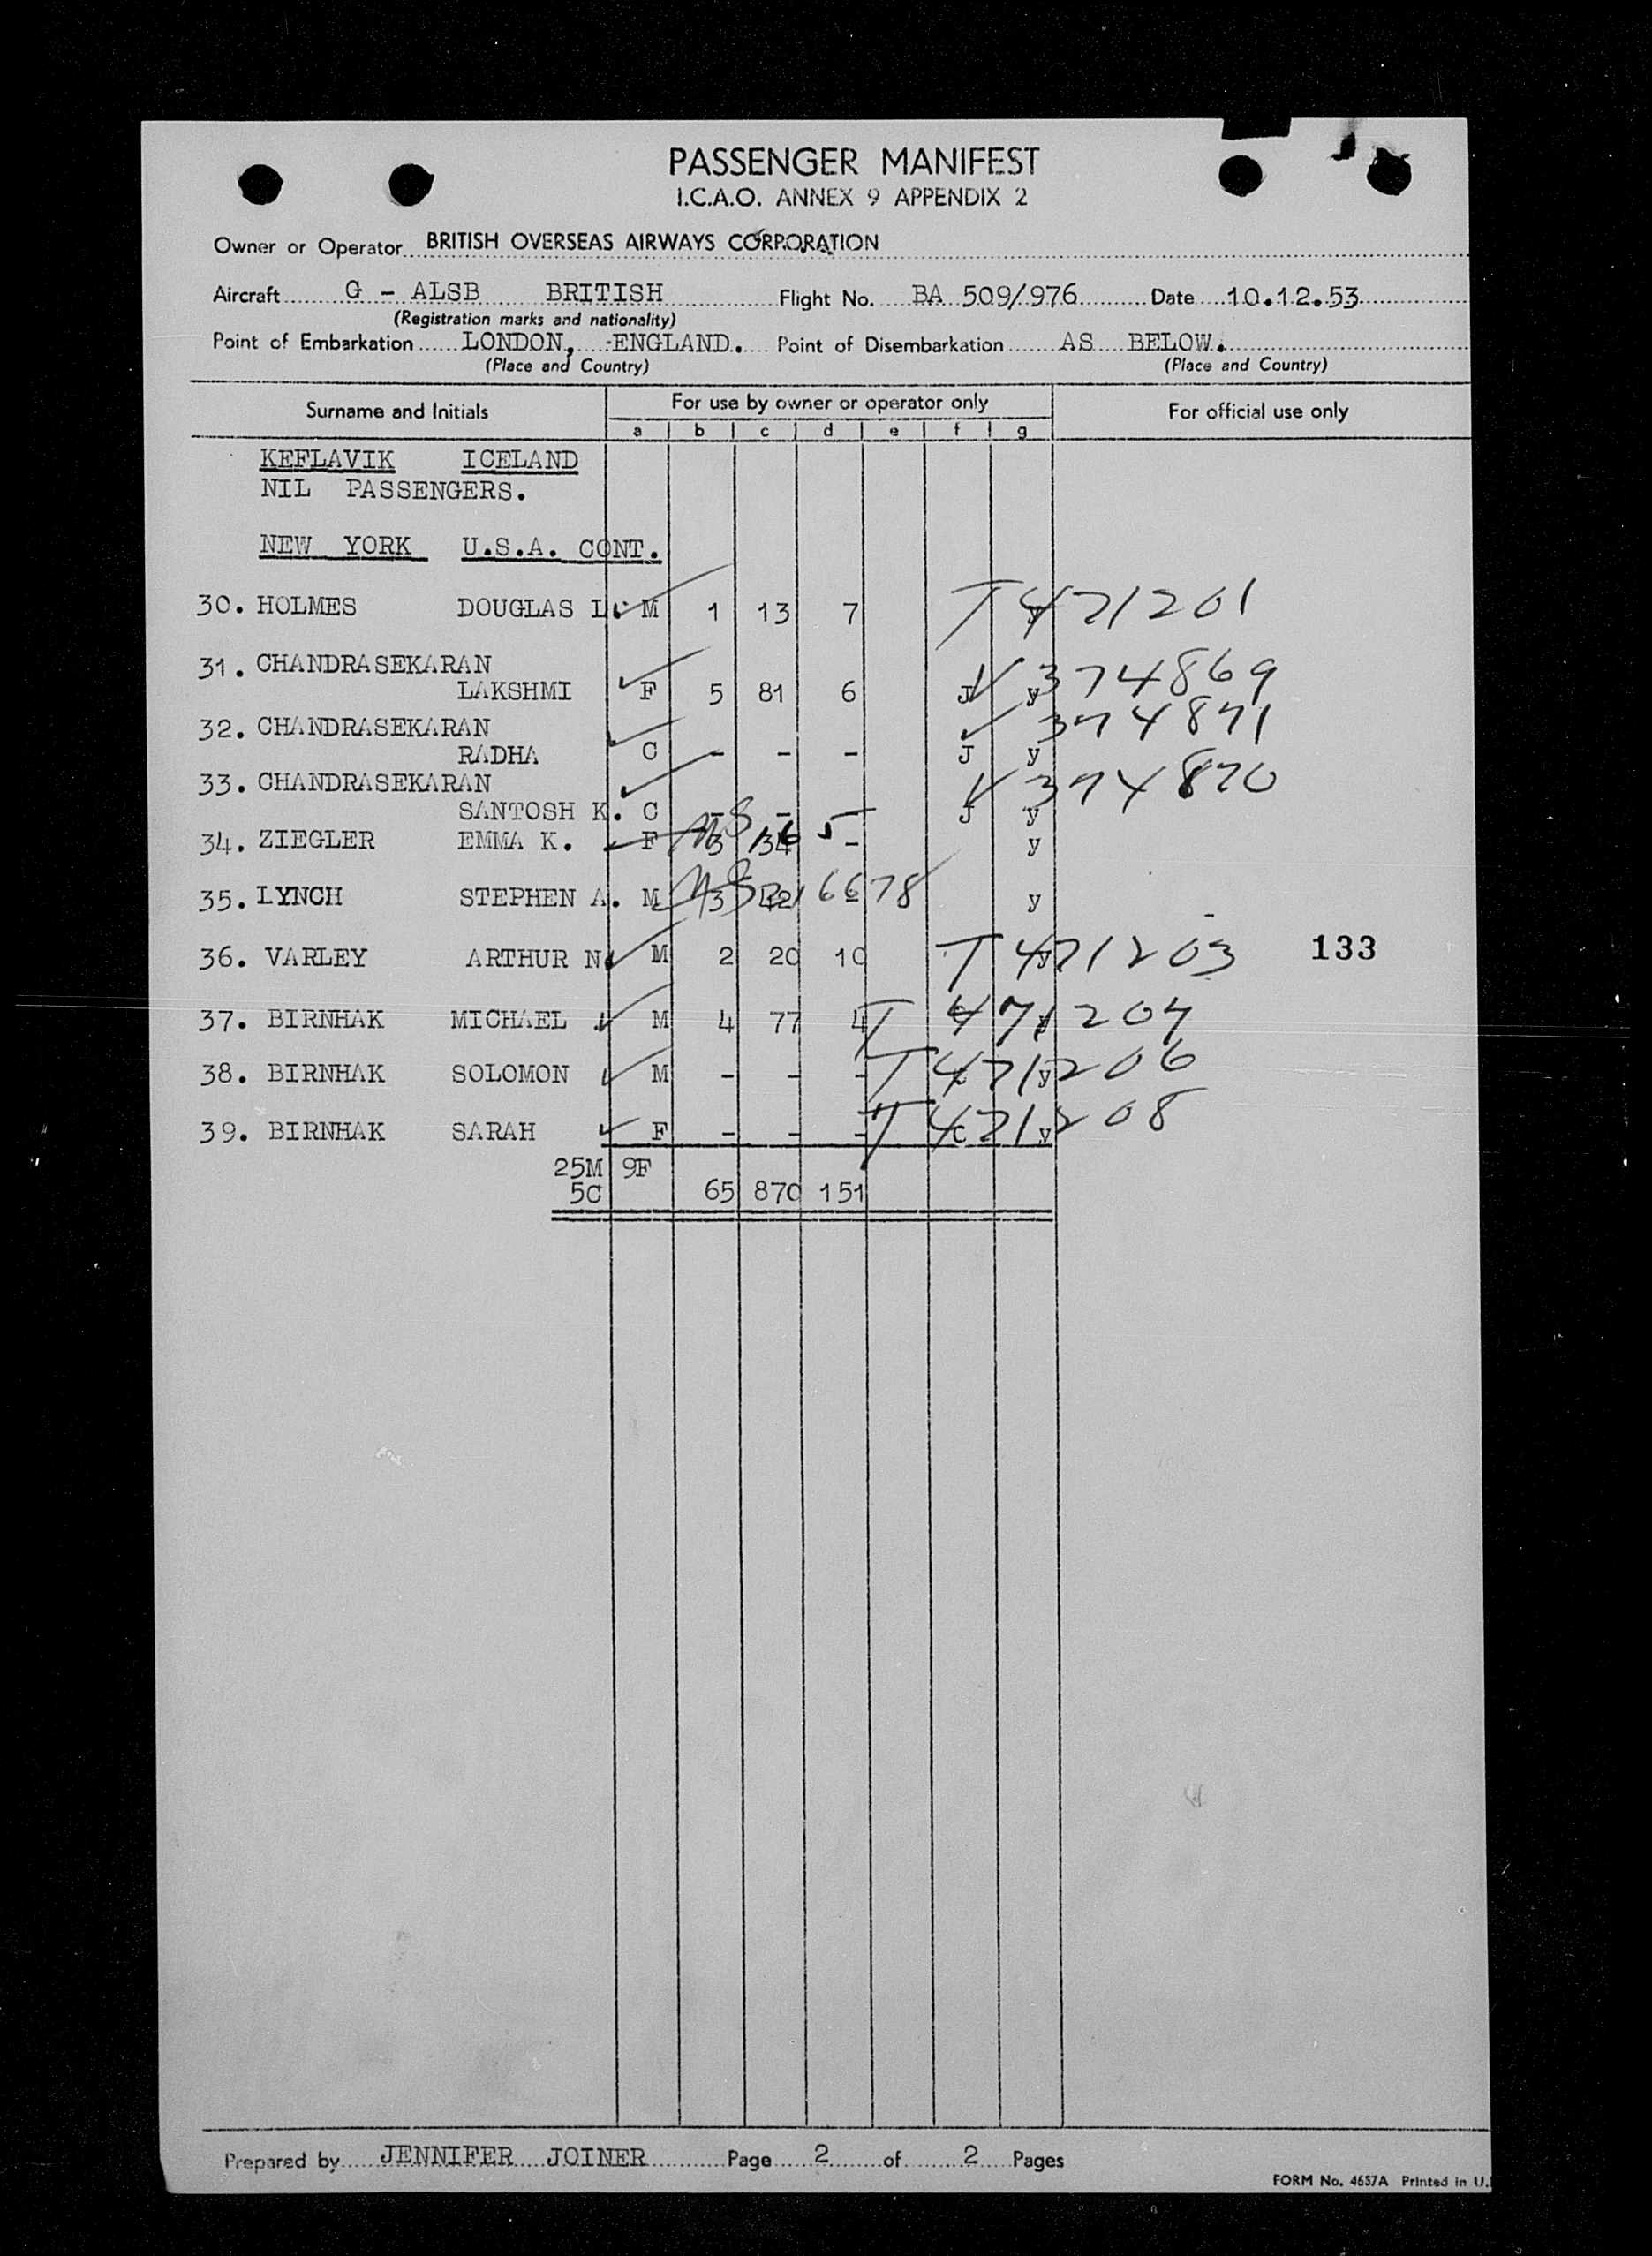 PASSENGER MANIFEST
I.C.A.O. ANNEX 9 APPENDIX 2
Owner or Operator BRITISH OVERSEAS AIRWAYS CORPORATION
Aircraft G - ALSB BRITISH Flight No. BA 509/976 Date 10.12.53
(Registration marks and nationality)
Point of Embarkation LONDON, ENGLAND. Point of Disembarkation AS BELOW.
(Place and Country) (Place and Country)
Surname and Initials For use by owner or operator only For official use only
a b c d e f g
KEFLAVIK ICELAND
NIL PASSENGERS.
NEW YORK U.S.A. CONT.
30. HOLMES DOUGLAS L. M 1 13 7 y T 471201
31. CHANDRASEKARAN
LAKSHMI F 5 81 6 J y 374869
32. CHANDRASEKARAN 374871
RADHA C - - - J y
33. CHANDRASEKARAN 374870
SANTOSH K. C - - - J y
34. ZIEGLER EMMA K. F 3 34 - y
35. LYNCH STEPHEN A. M 3 - y
36. VARLEY ARTHUR N. M 2 20 10 y T 471203 133
37. BIRNHAK MICHAEL M 4 77 4 T 471204
38. BIRNHAK SOLOMON M - - - y T 471206
39. BIRNHAK SARAH F - - - C y T 471208
25M 9F
5C 65 870 151
Prepared by JENNIFER JOINER Page 2 of 2 Pages
FORM No. 4657A Printed in U.